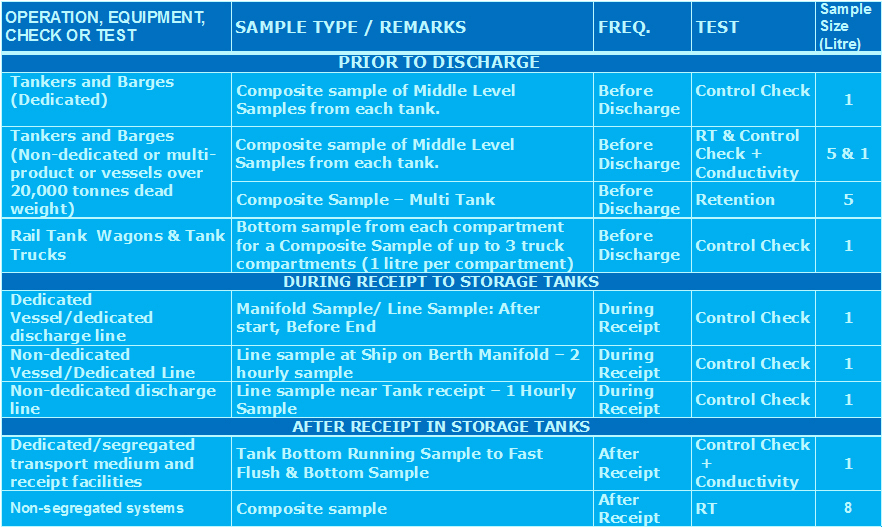 OPERATION, EQUIPMENT,
CHECK OR TEST
SAMPLE TYPE / REMARKS
FREQ.
TEST
Sample
Size
(Litre)
PRIOR TO DISCHARGE
Tankers and Barges
(Dedicated)
Composite sample of Middle Level
Samples from each tank.
Before
Discharge
Control Check
1
Tankers and Barges
(Non-dedicated or multi-
product or vessels over
20,000 tonnes dead
weight)
Composite sample of Middle Level
Samples from each tank.
Before
Discharge
RT & Control
Check +
Conductivity
5 & 1
Composite Sample – Multi Tank
Before
Discharge
Retention
5
Rail Tank Wagons & Tank
Trucks
Bottom sample from each compartment
for a Composite Sample of up to 3 truck
compartments (1 litre per compartment)
Before
Discharge
Control Check
1
DURING RECEIPT TO STORAGE TANKS
Dedicated
Vessel/dedicated
discharge line
Manifold Sample/ Line Sample: After
start, Before End
During
Receipt
Control Check
1
Non-dedicated
Vessel/Dedicated Line
Line sample at Ship on Berth Manifold – 2
hourly sample
During
Receipt
Control Check
1
Non-dedicated discharge
line
Line sample near Tank receipt – 1 Hourly
Sample
During
Receipt
Control Check
1
AFTER RECEIPT IN STORAGE TANKS
Dedicated/segregated
transport medium and
receipt facilities
Tank Bottom Running Sample to Fast
Flush & Bottom Sample
After
Receipt
Control Check
+
Conductivity
1
Non-segregated systems
Composite sample
After
Receipt
RT
8